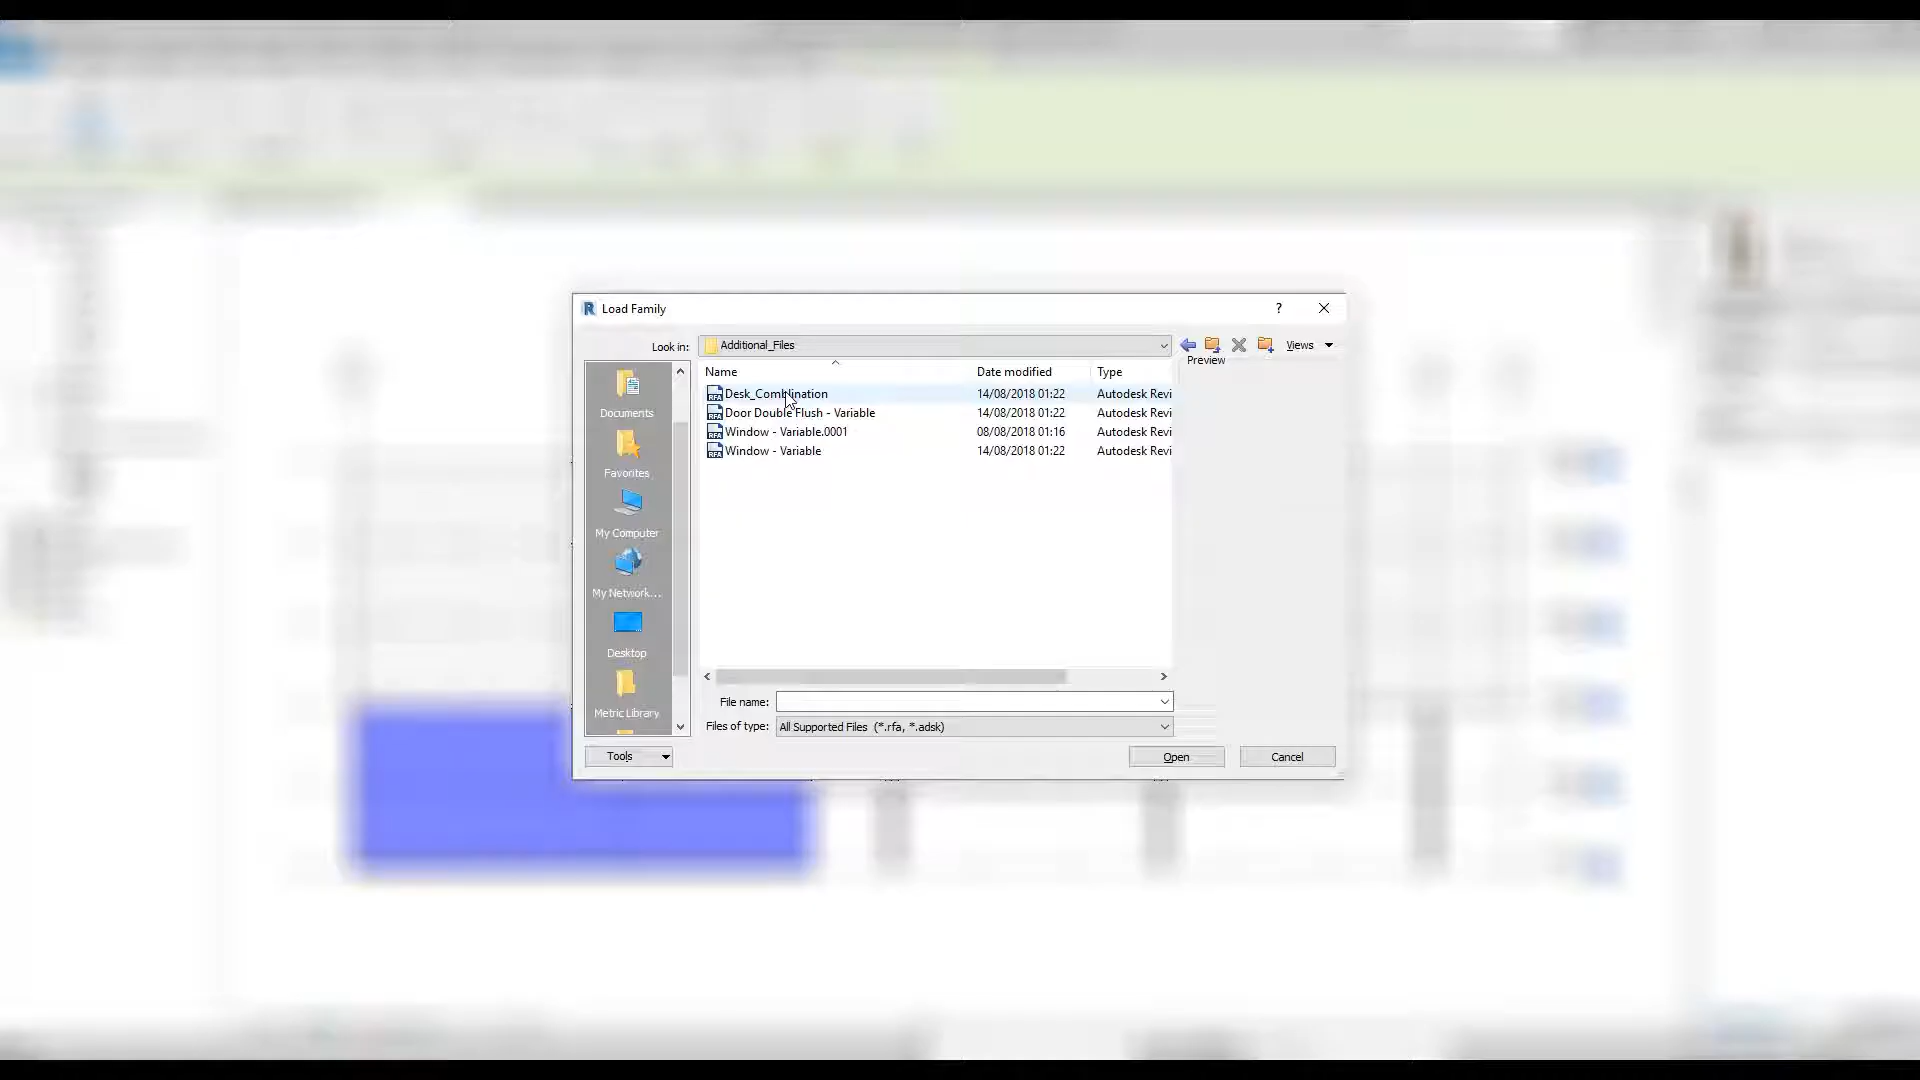 Load Family
?
Look in:
Additional_Files
Views
Preview
Name
Date modified
Type
Desk_Combination
14/08/2018 01:22
Autodesk Revi
Door Double Flush - Variable
14/08/2018 01:22
Autodesk Revi
Window - Variable.0001
08/08/2018 01:16
Autodesk Revi
Window - Variable
14/08/2018 01:22
Autodesk Revi
Documents
Favorites
My Computer
My Network...
Desktop
Metric Library
File name:
Files of type:
All Supported Files (*.rfa, *.adsk)
Tools
Open
Cancel